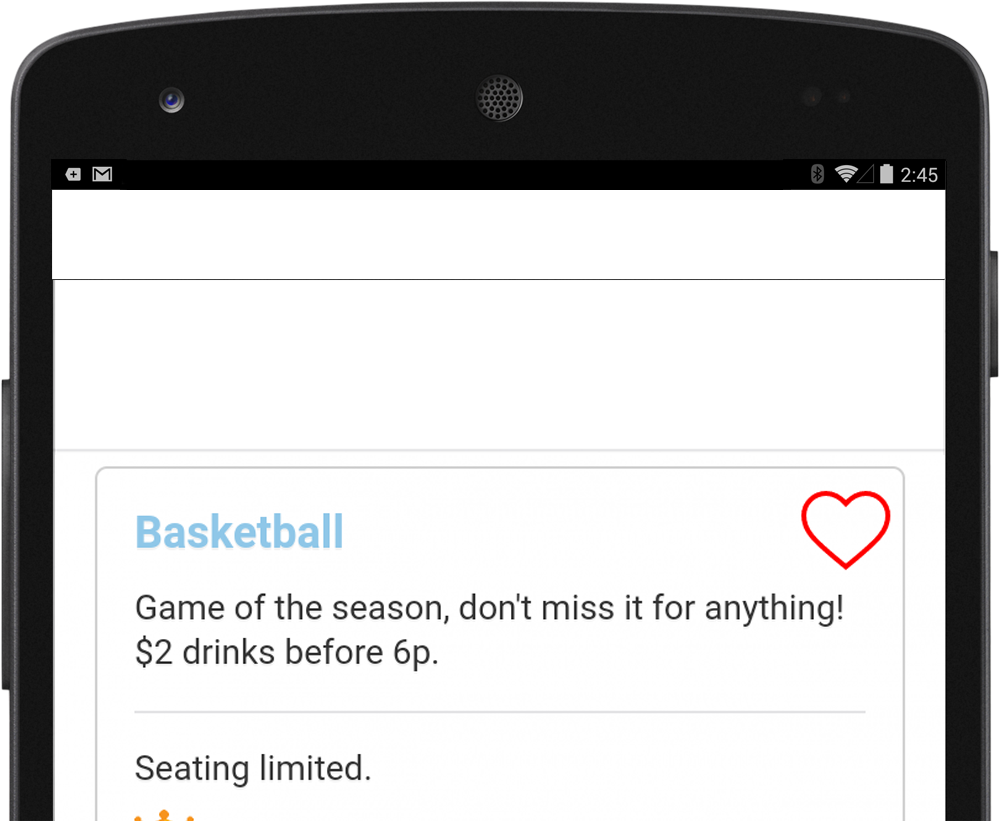 2:45
Basketball
Game of the season, don't miss it for anything!
$2 drinks before 6p.
Seating limited.